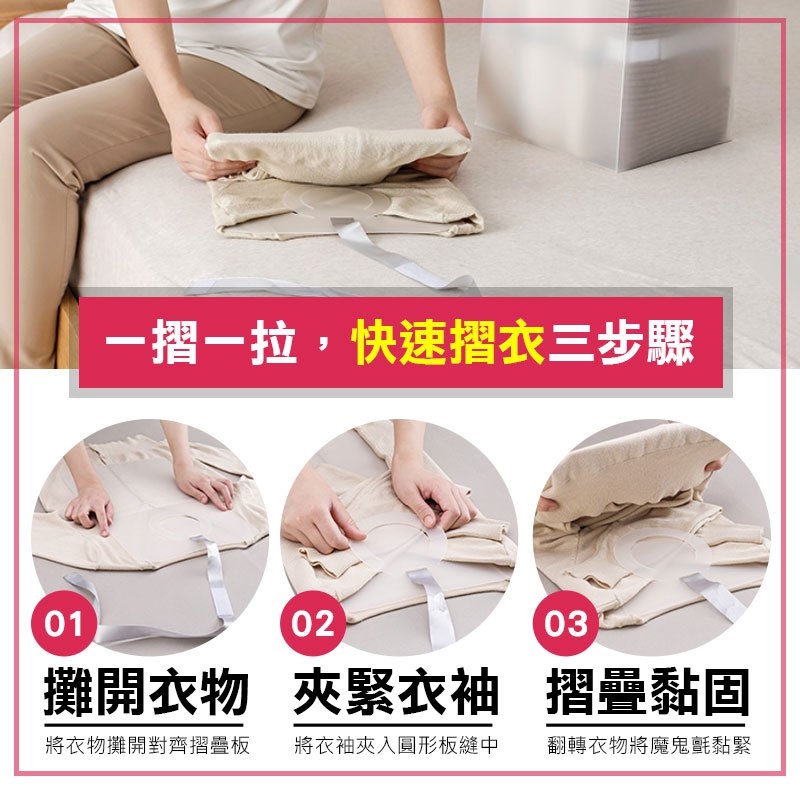 一摺一拉，快速摺衣三步驟
01
攤開衣物
將衣物攤開對齊摺疊板
02
夾緊衣袖
將衣袖夾入圓形板縫中
03
摺疊黏固
翻轉衣物將魔鬼氈黏緊